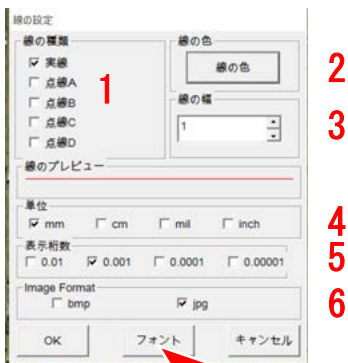 線の設定
線の種類
実線
点線A
点線B
点線C
点線D
1
線の色
線の色
2
線の幅
1
3
線のプレビュー
単位
mm cm mil inch
4
表示桁数
0.01 0.001 0.0001 0.00001
5
Image Format
bmp jpg
6
OK フォント キャンセル